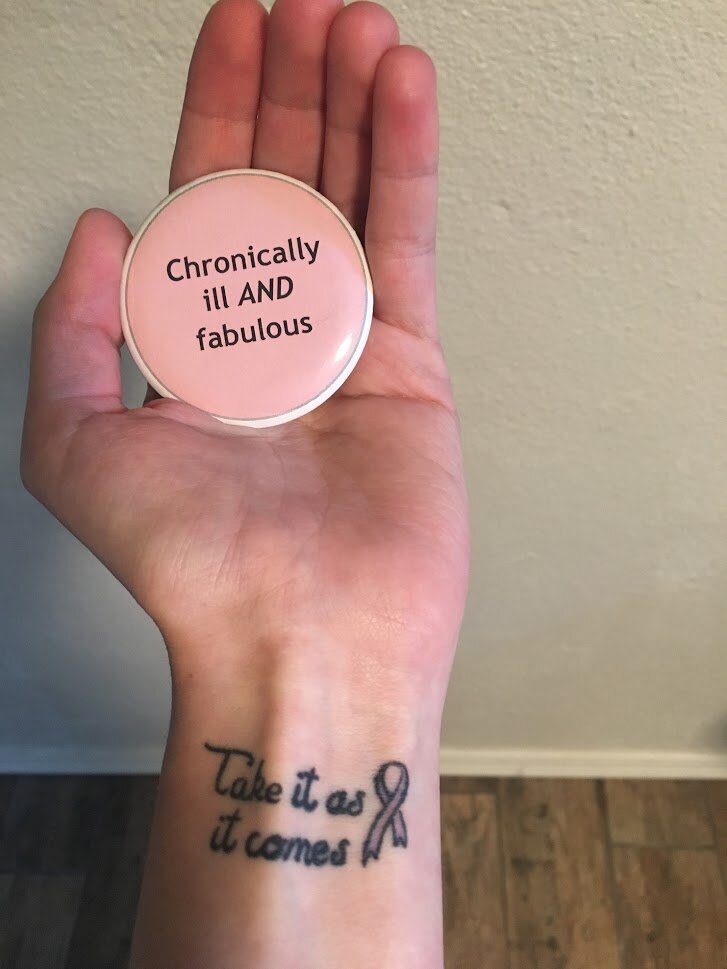 Chronically
ill AND
fabulous
Take it as
it comes